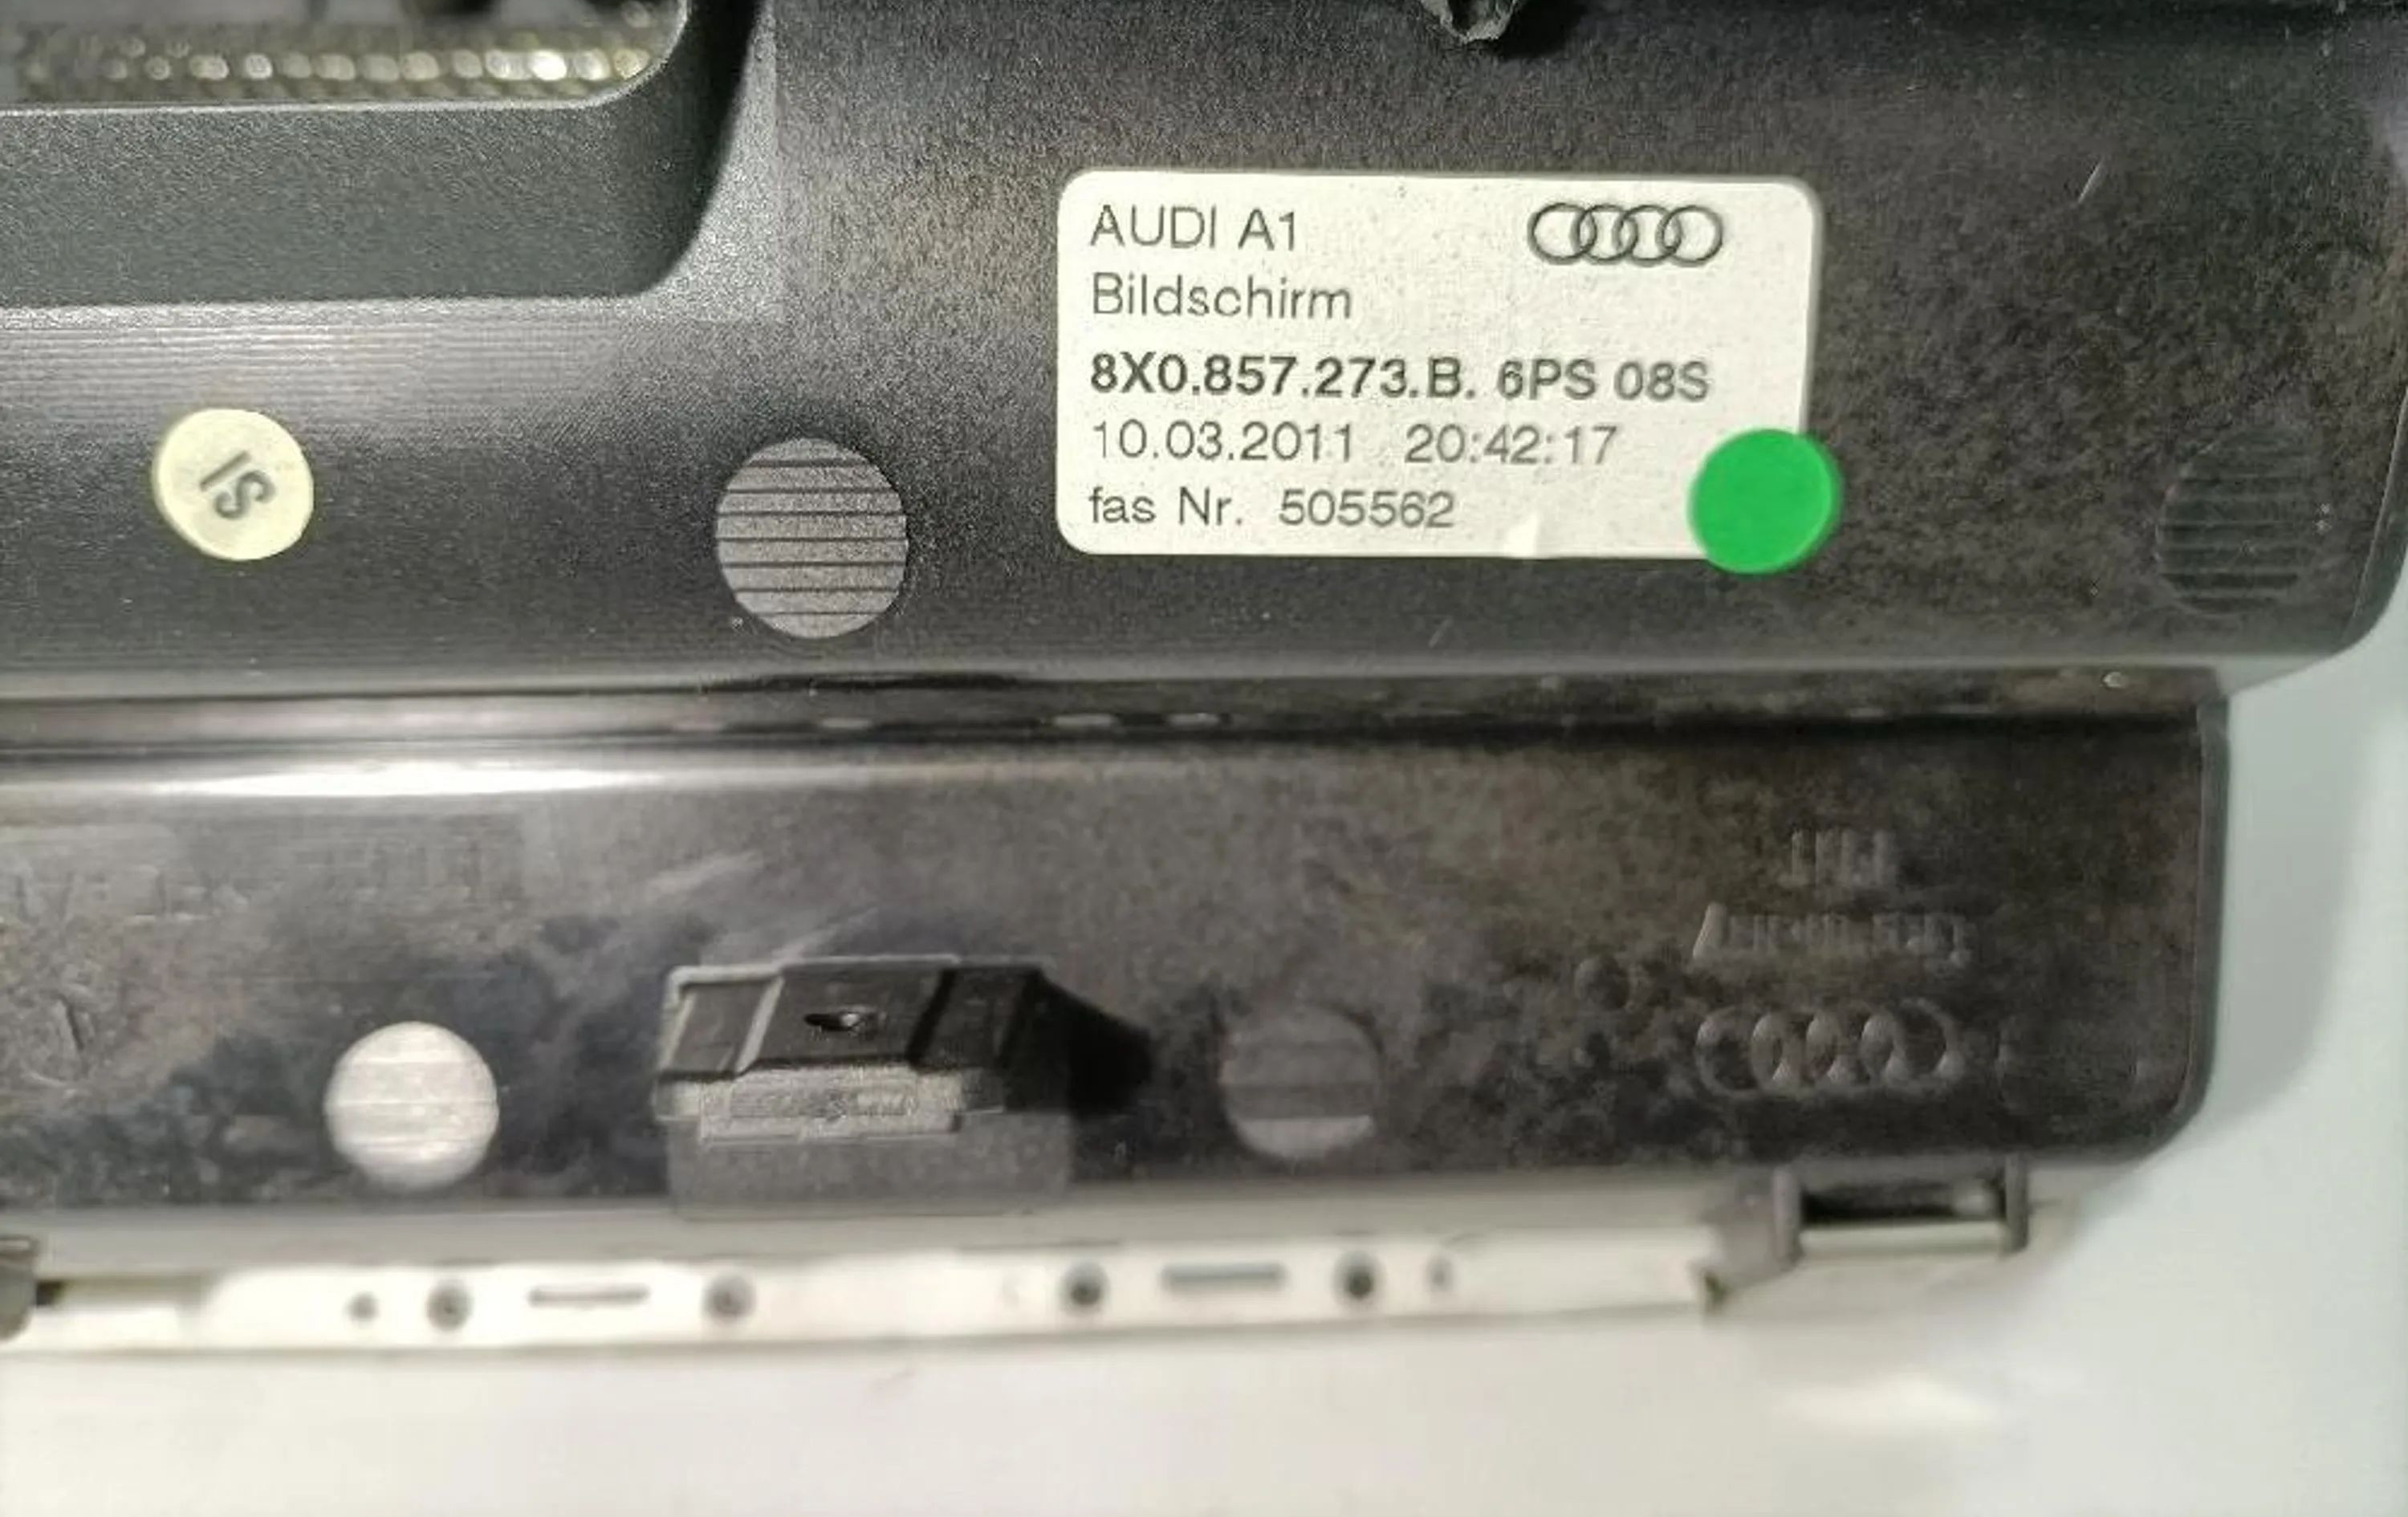 AUDI A1
Bildschirm
8X0.857.273.B. 6PS 08S
10.03.2011 20:42:17
fas Nr. 505562
IS